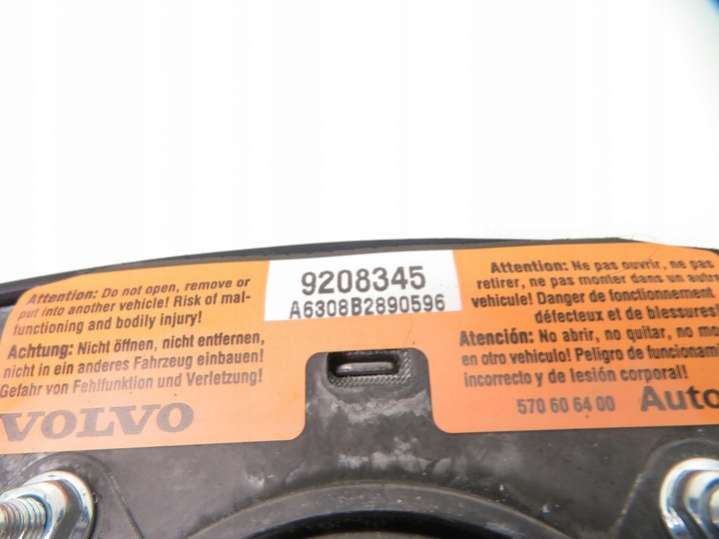 Attention: Do not open, remove or
put into another vehicle! Risk of mal-
functioning and bodily injury!
Achtung: Nicht öffnen, nicht entfernen,
nicht in ein anderes Fahrzeug einbauen!
Gefahr von Fehlfunktion und Verletzung!
VOLVO
9208345
A6308B2890596
Attention: Ne pas ouvrir, ne pas
retirer, ne pas monter dans un autre
vehicule! Danger de fonctionnement
défecteux et de blessures!
Atención: No abrir, no quitar, no mo
en otro vehiculo! Peligro de funcionami
incorrecto y de lesión corporal!
570 60 64 00 Auto